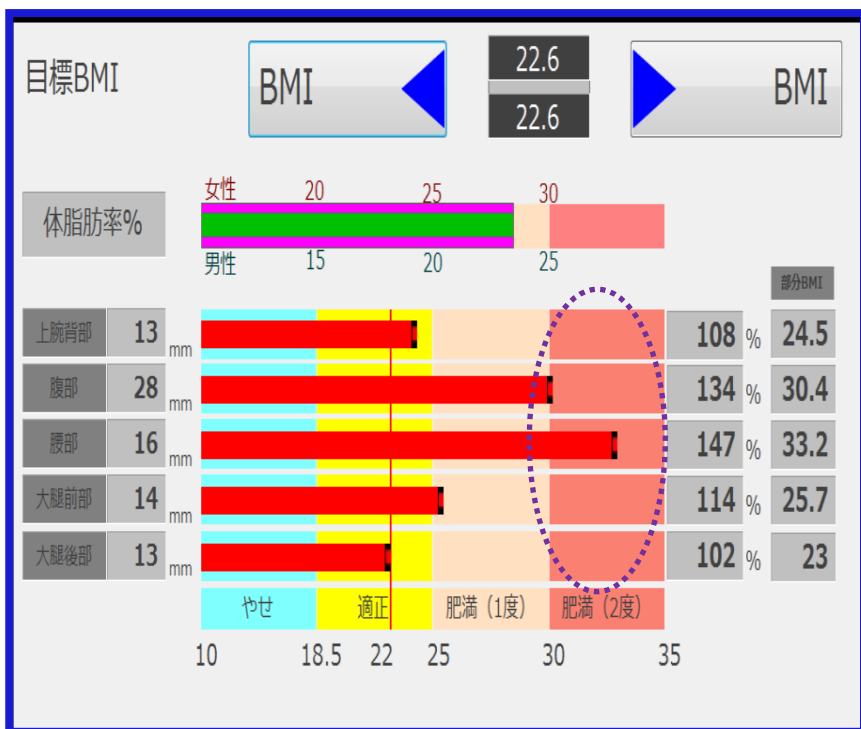 目標BMI
BMI
22.6
22.6
BMI
体脂肪率%
女性 20 25 30
男性 15 20 25
部分BMI
上腕背部 13 mm 108 % 24.5
腹部 28 mm 134 % 30.4
腰部 16 mm 147 % 33.2
大腿前部 14 mm 114 % 25.7
大腿後部 13 mm 102 % 23
やせ 適正 肥満（1度） 肥満（2度）
10 18.5 22 25 30 35